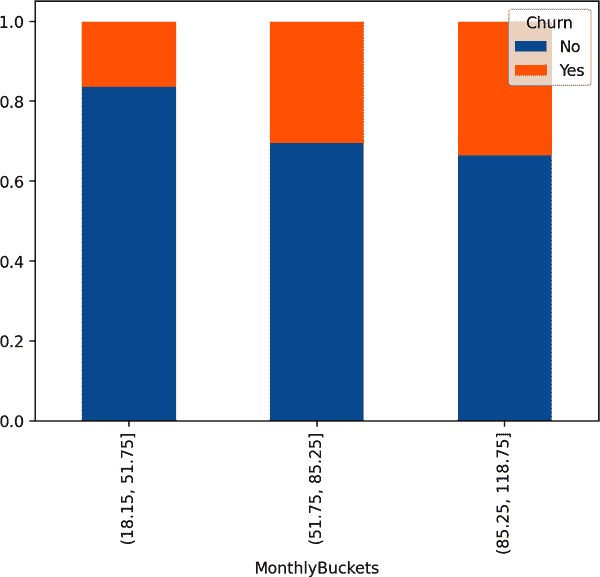 1.0
0.8
0.6
0.4
0.2
0.0
Churn
No
Yes
(18.15, 51.75]
(51.75, 85.25]
(85.25, 118.75]
MonthlyBuckets